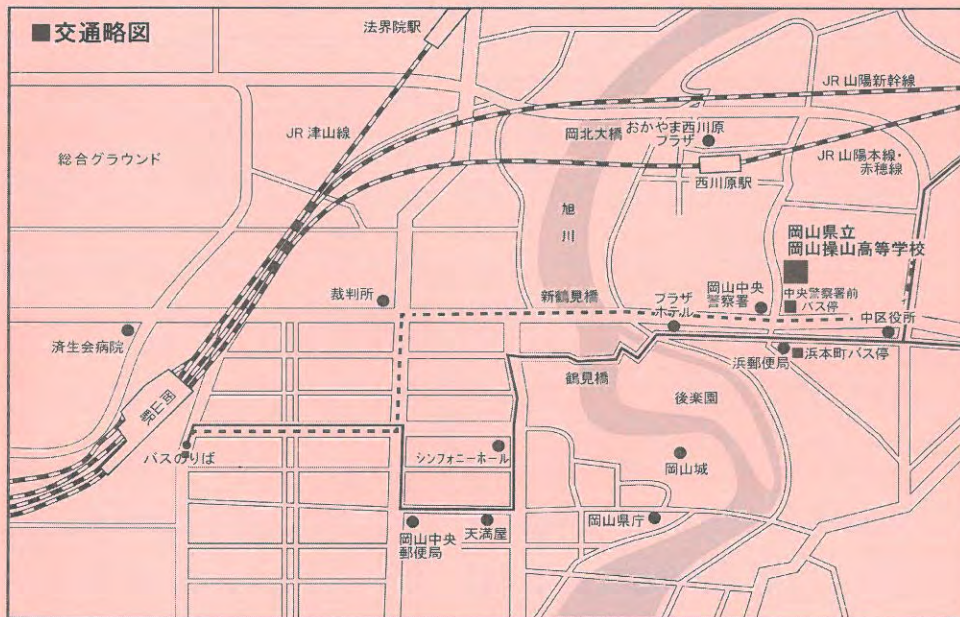 ■交通略図
法界院駅
JR 山陽新幹線
JR 津山線
岡北大橋
おかやま西川原
プラザ
総合グラウンド
JR 山陽本線・
赤穂線
西川原駅
旭川
岡山県立
岡山操山高等学校
裁判所
新鶴見橋
プラザ
ホテル
岡山中央
警察署
中央警察署前
バス停
中区役所
済生会病院
浜郵便局
浜本町バス停
鶴見橋
後楽園
岡山駅
バスのりば
シンフォニーホール
岡山城
岡山中央
郵便局
天満屋
岡山県庁